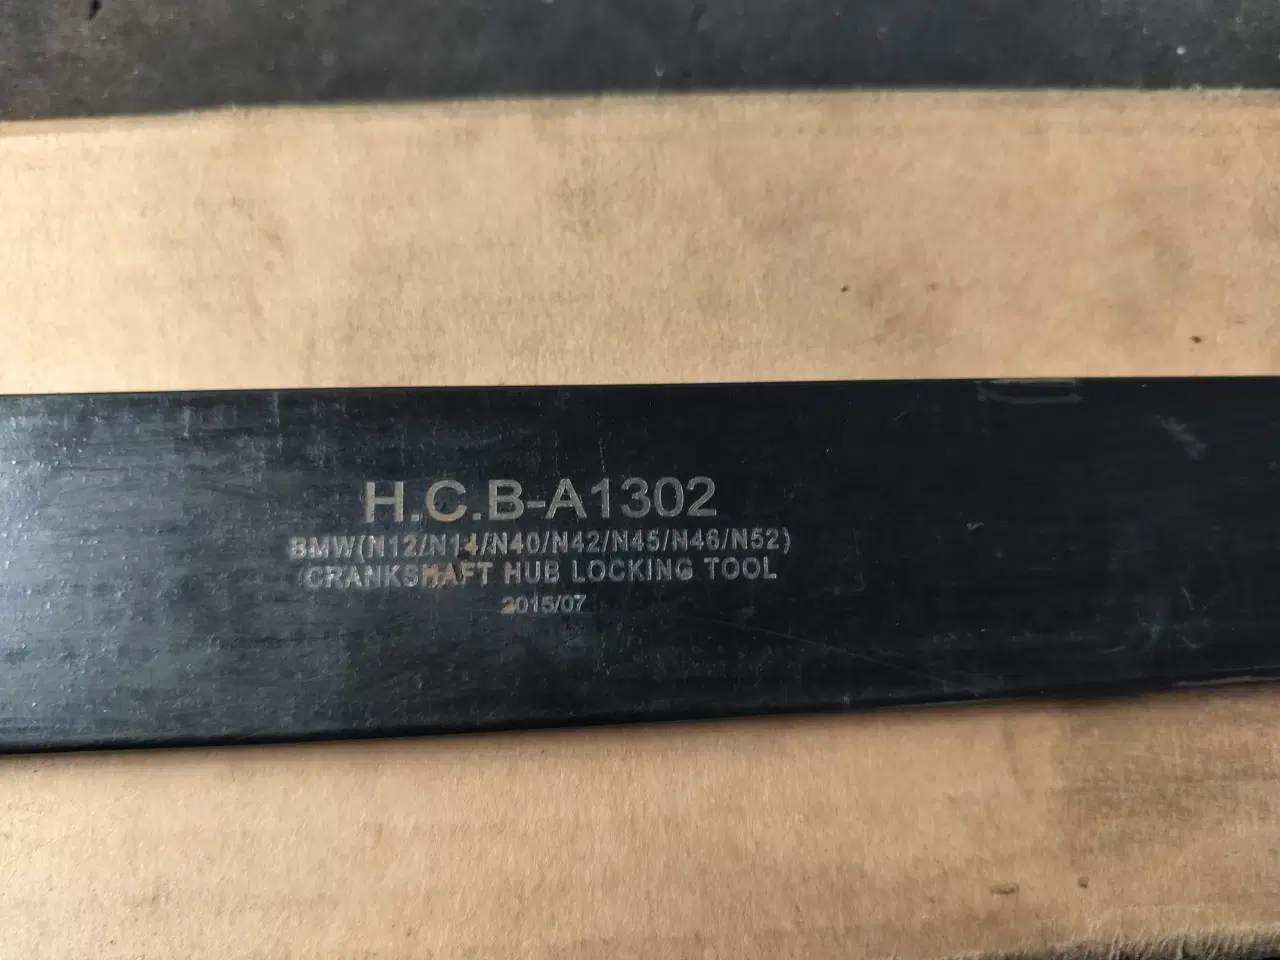 H.C.B-A1302
BMW(N12/N14/N40/N42/N45/N46/N52)
CRANKSHAFT HUB LOCKING TOOL
2015/07